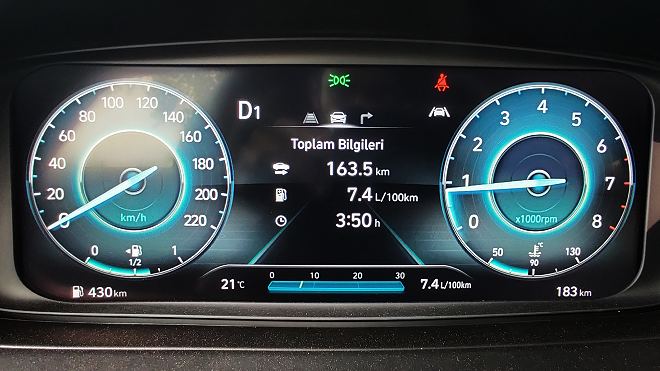 D1
Toplam Bilgileri
163.5 km
7.4 L/100km
3:50 h
0 20 40 60 80 100 120 140 160 180 200 220
km/h
0 1/2 1
0 1 2 3 4 5 6 7 8
x1000rpm
50 90 130
°C
430 km
21 °C
0 10 20 30
7.4 L/100km
183 km